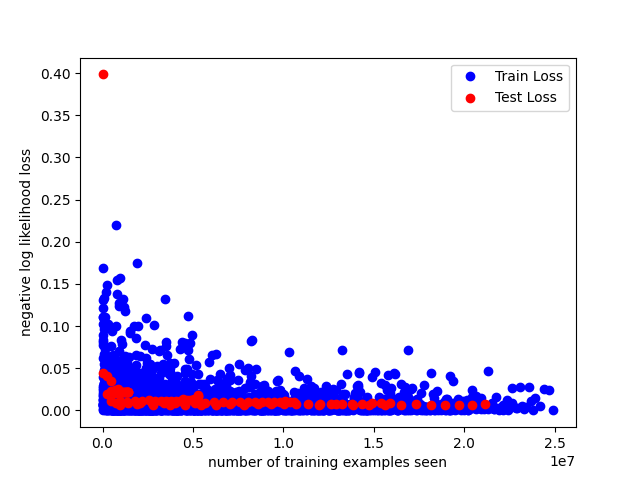 Train Loss
Test Loss
negative log likelihood loss
0.40
0.35
0.30
0.25
0.20
0.15
0.10
0.05
0.00
0.0 0.5 1.0 1.5 2.0 2.5
1e7
number of training examples seen